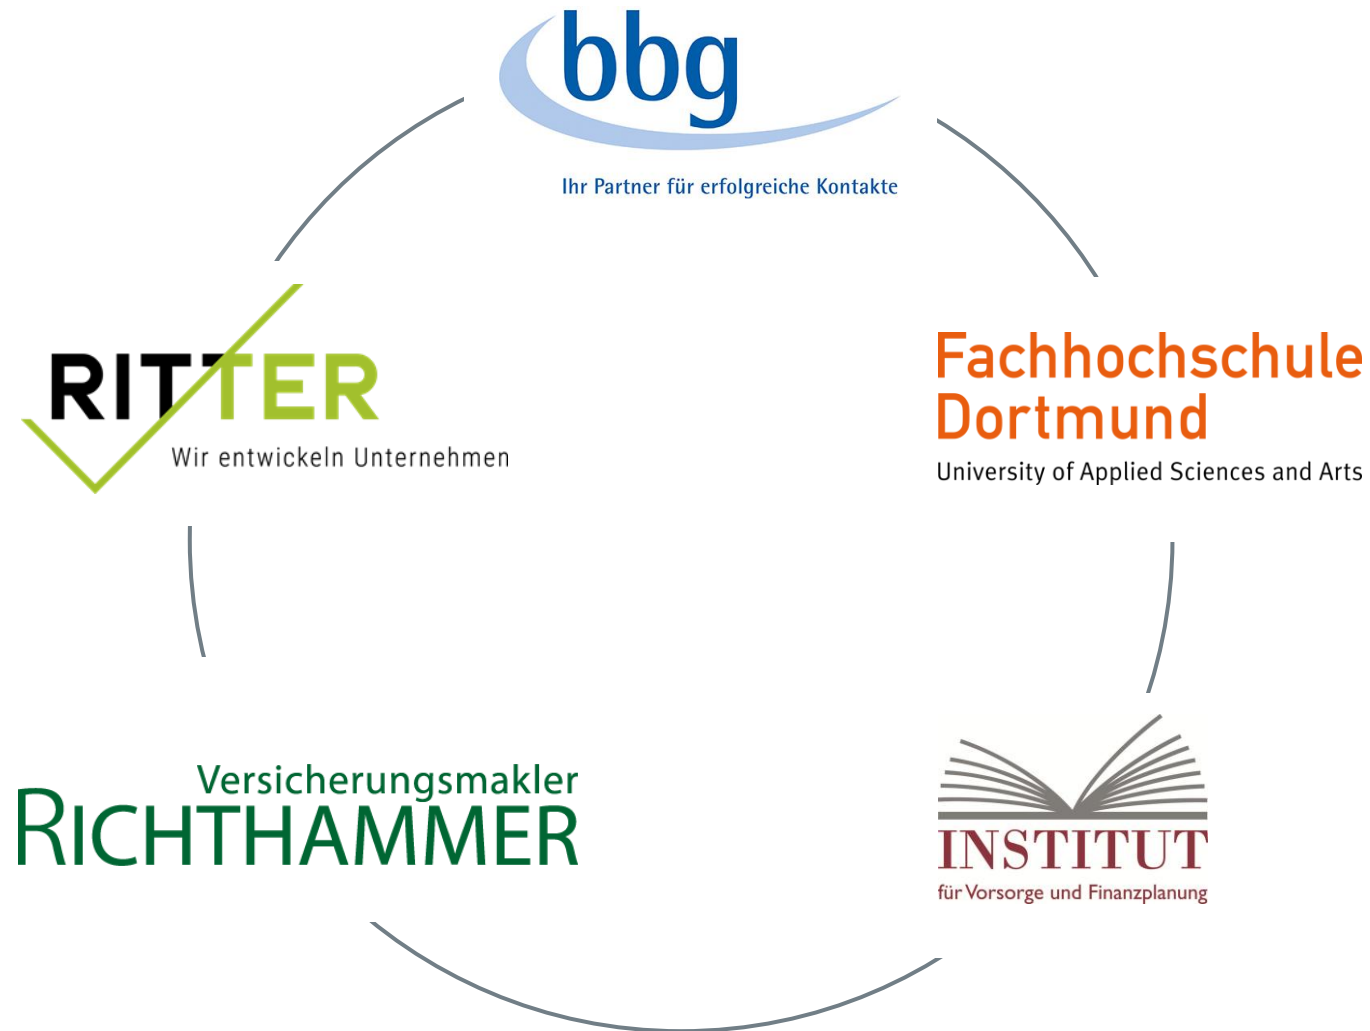 bbg
Ihr Partner für erfolgreiche Kontakte
RITTER
Wir entwickeln Unternehmen
Fachhochschule
Dortmund
University of Applied Sciences and Arts
Versicherungsmakler
RICHTHAMMER
INSTITUT
für Vorsorge und Finanzplanung